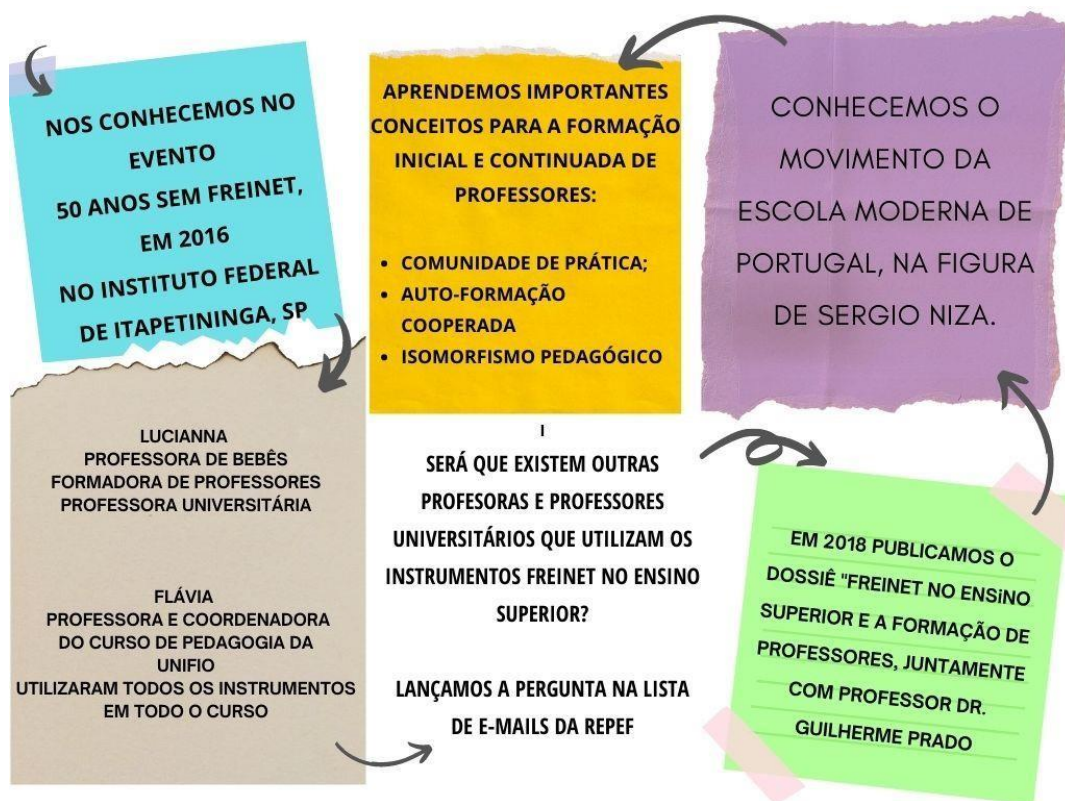 NOS CONHECEMOS NO
EVENTO
50 ANOS SEM FREINET,
EM 2016
NO INSTITUTO FEDERAL
DE ITAPETININGA, SP
LUCIANNA
PROFESSORA DE BEBÊS
FORMADORA DE PROFESSORES
PROFESSORA UNIVERSITÁRIA
FLÁVIA
PROFESSORA E COORDENADORA
DO CURSO DE PEDAGOGIA DA
UNIFIO
UTILIZARAM TODOS OS INSTRUMENTOS
EM TODO O CURSO
I
SERÁ QUE EXISTEM OUTRAS
PROFESORAS E PROFESSORES
UNIVERSITÁRIOS QUE UTILIZAM OS
INSTRUMENTOS FREINET NO ENSINO
SUPERIOR?
LANÇAMOS A PERGUNTA NA LISTA
DE E-MAILS DA REPEF
EM 2018 PUBLICAMOS O
DOSSIÊ "FREINET NO ENSiNO
SUPERIOR E A FORMAÇÃO DE
PROFESSORES, JUNTAMENTE
COM PROFESSOR DR.
GUILHERME PRADO
CONHECEMOS O
MOVIMENTO DA
ESCOLA MODERNA DE
PORTUGAL, NA FIGURA
DE SERGIO NIZA.
APRENDEMOS IMPORTANTES
CONCEITOS PARA A FORMAÇÃO
INICIAL E CONTINUADA DE
PROFESSORES:
• COMUNIDADE DE PRÁTICA;
• AUTO-FORMAÇÃO
COOPERADA
• ISOMORFISMO PEDAGÓGICO